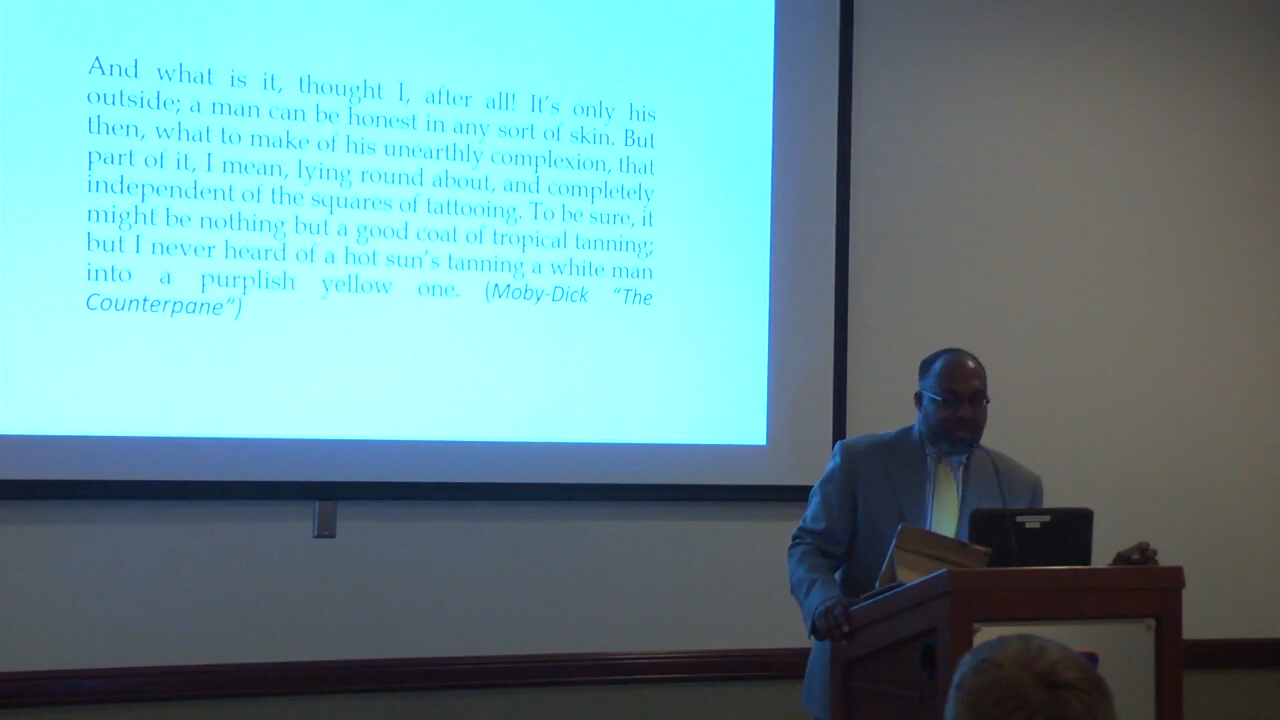 And what is it, thought I, after all! It's only his
outside; a man can be honest in any sort of skin. But
then, what to make of his unearthly complexion, that
part of it, I mean, lying round about, and completely
independent of the squares of tattooing. To be sure, it
might be nothing but a good coat of tropical tanning;
but I never heard of a hot sun's tanning a white man
into a purplish yellow one. (Moby-Dick "The
Counterpane")